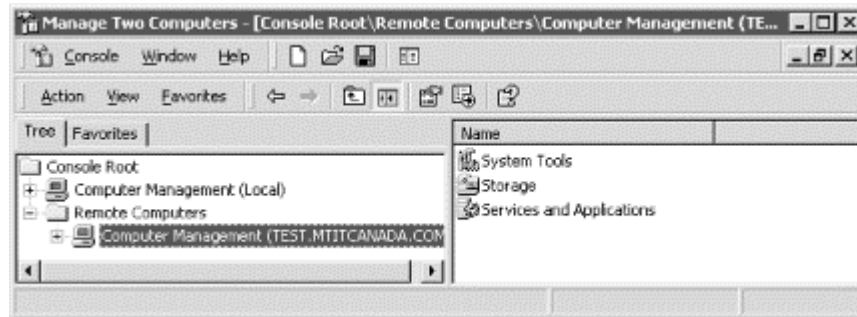 Manage Two Computers - [Console Root\Remote Computers\Computer Management (TE...
Console Window Help
Action View Favorites
Tree Favorites
Name
Console Root
Computer Management (Local)
Remote Computers
Computer Management (TEST.MTITCANADA.COM
System Tools
Storage
Services and Applications